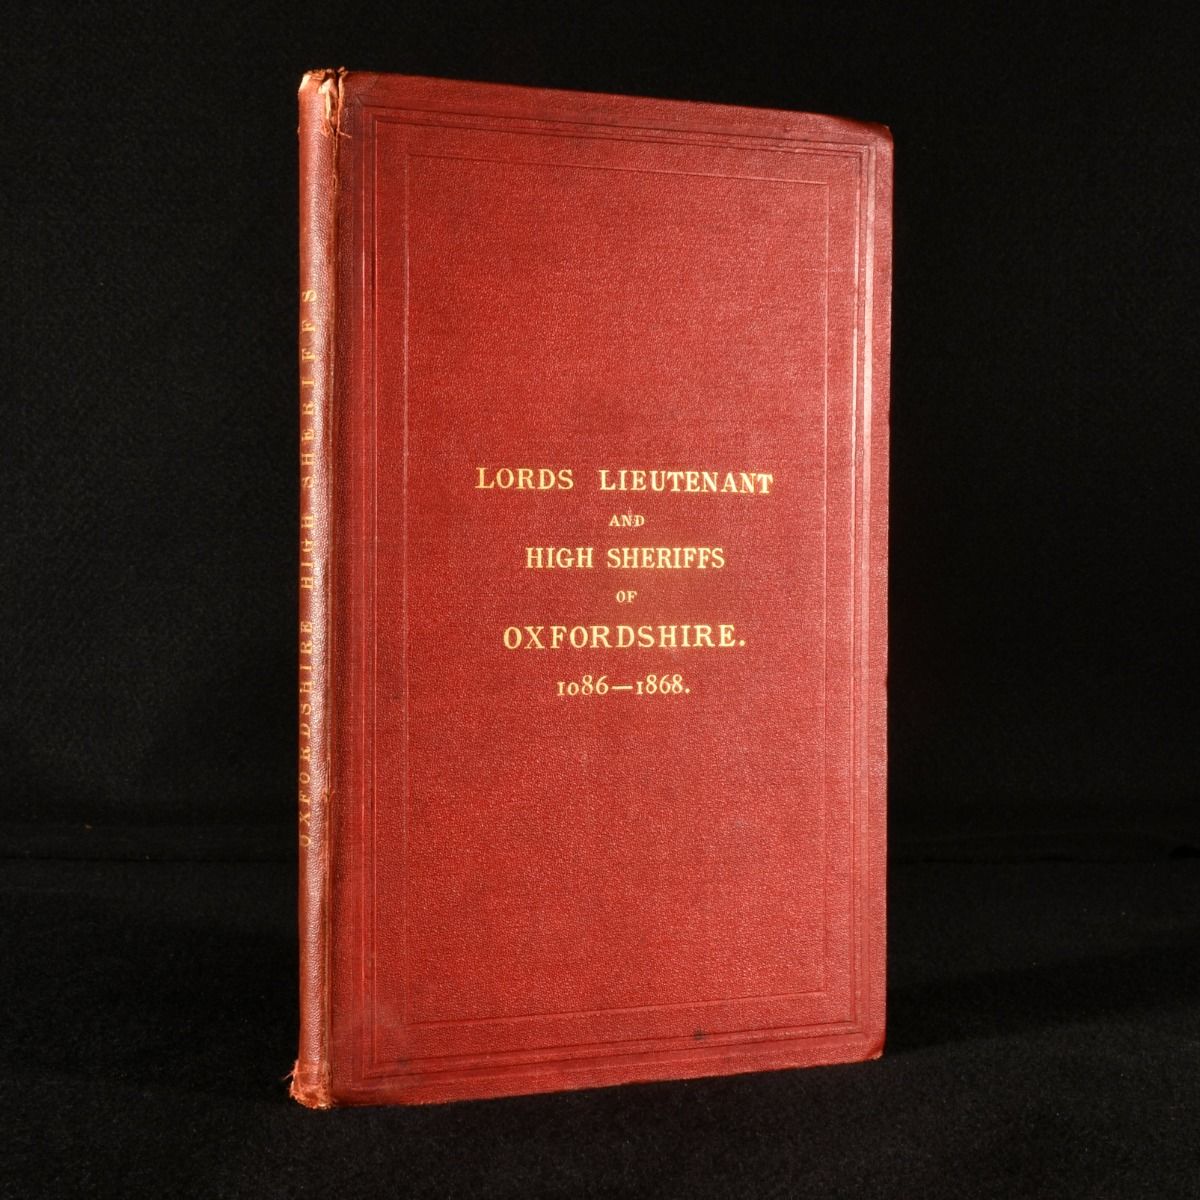 OXFORDSHIRE HIGH SHERIFFS
LORDS LIEUTENANT
AND
HIGH SHERIFFS
OF
OXFORDSHIRE.
1086—1868.